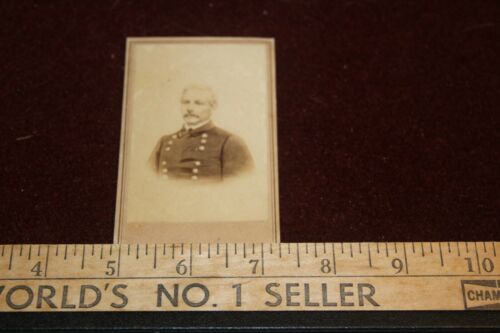 4 5 6 7 8 9 10
WORLD'S NO. 1 SELLER CHAM